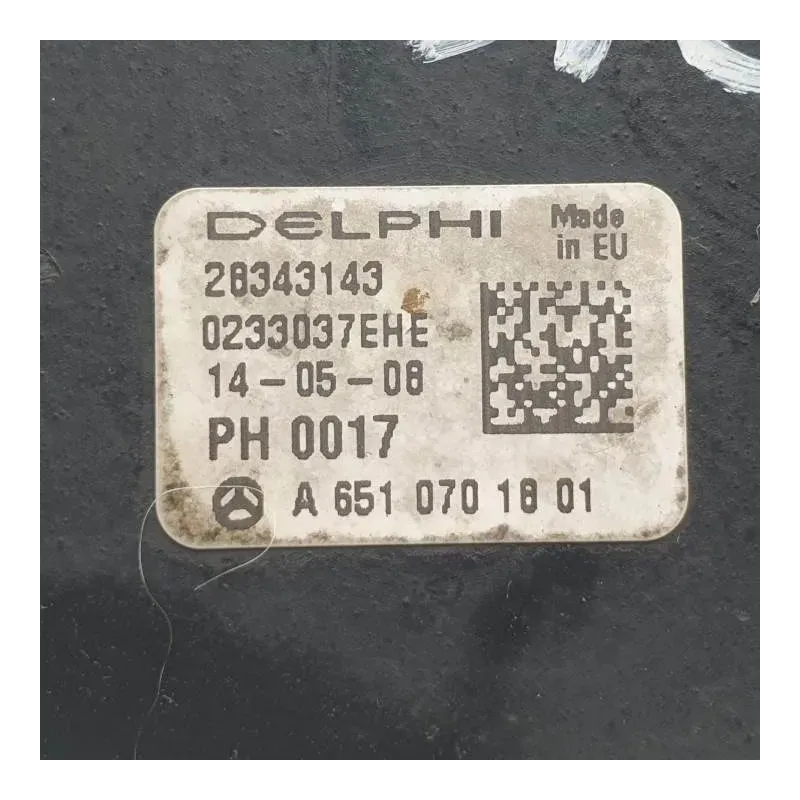 DELPHI
Made
in EU
28343143
0233037EHE
14-05-08
PH 0017
A 651 070 18 01